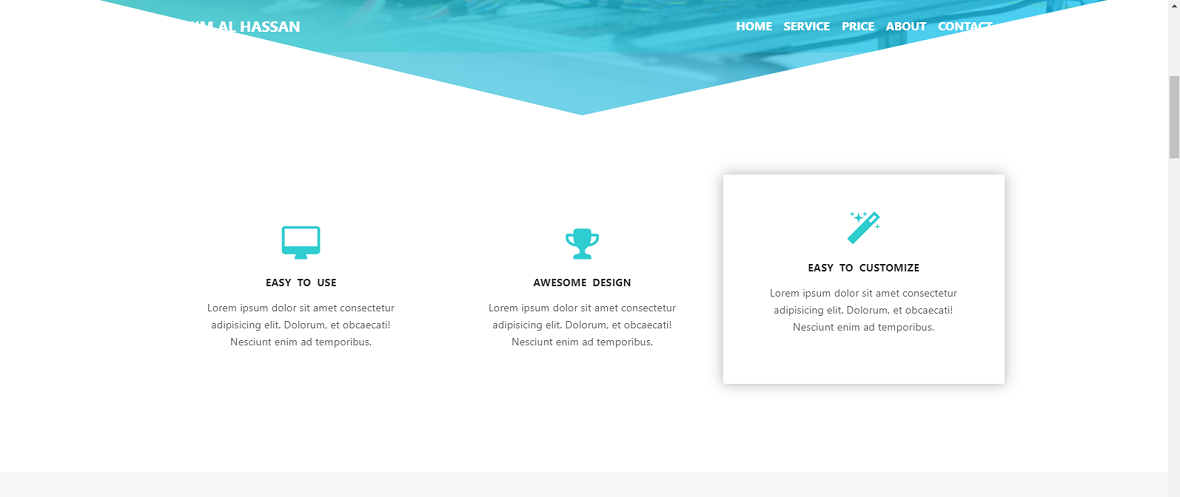 AL HASSAN
HOME SERVICE PRICE ABOUT CONTACT
EASY TO USE
Lorem ipsum dolor sit amet consectetur
adipisicing elit. Dolorum, et obcaecati!
Nesciunt enim ad temporibus.
AWESOME DESIGN
Lorem ipsum dolor sit amet consectetur
adipisicing elit. Dolorum, et obcaecati!
Nesciunt enim ad temporibus.
EASY TO CUSTOMIZE
Lorem ipsum dolor sit amet consectetur
adipisicing elit. Dolorum, et obcaecati!
Nesciunt enim ad temporibus.